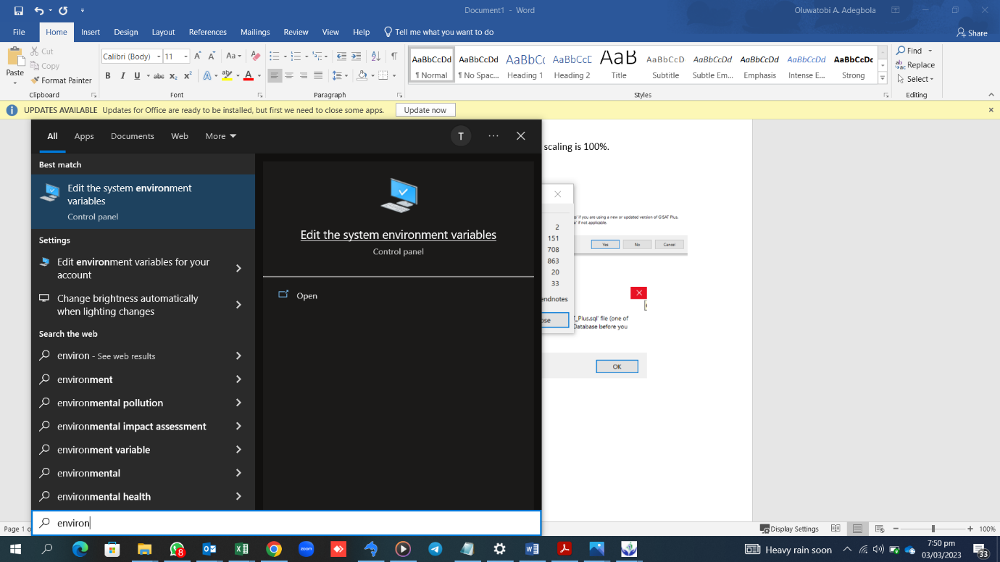 Document1 - Word
Oluwatobi A. Adegbola
File Home Insert Design Layout References Mailings Review View Help Tell me what you want to do Share
Paste
Cut
Copy
Format Painter
Clipboard
Calibri (Body) 11
Font
Paragraph
AaBbCcDd AaBbCcDd AaBbCc AaBbCcE AaB AaBbCcD AaBbCcDd AaBbCcDd AaBbCcDd AaBbCcDc
¶ Normal ¶ No Spac... Heading 1 Heading 2 Title Subtitle Subtle Em... Emphasis Intense E... Strong
Styles
Find
Replace
Select
Editing
UPDATES AVAILABLE Updates for Office are ready to be installed, but first we need to close some apps. Update now
All Apps Documents Web More T
Best match
Edit the system environment
variables
Control panel
Settings
Edit environment variables for your
account
Change brightness automatically
when lighting changes
Search the web
environ - See web results
environment
environmental pollution
environmental impact assessment
environment variable
environmental
environmental health
environ
Edit the system environment variables
Control panel
Open
scaling is 100%.
if you are using a new or updated version of GISAT Plus.
if not applicable.
Yes No Cancel
2
151
708
863
20
33
endnotes
ose
T_Plus.sql' file (one of
Database before you
OK
Page 1 o
Display Settings
100%
zoom
Heavy rain soon
7:50 pm
03/03/2023
33
8